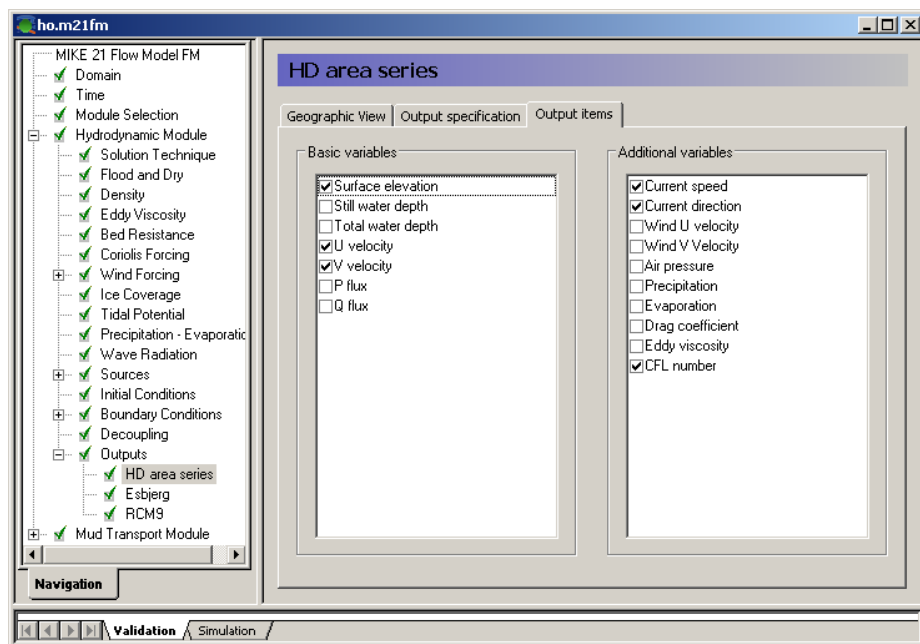 ho.m21fm
MIKE 21 Flow Model FM
Domain
Time
Module Selection
Hydrodynamic Module
Solution Technique
Flood and Dry
Density
Eddy Viscosity
Bed Resistance
Coriolis Forcing
Wind Forcing
Ice Coverage
Tidal Potential
Precipitation - Evaporatic
Wave Radiation
Sources
Initial Conditions
Boundary Conditions
Decoupling
Outputs
HD area series
Esbjerg
RCM9
Mud Transport Module
Navigation
HD area series
Geographic View
Output specification
Output items
Basic variables
Surface elevation
Still water depth
Total water depth
U velocity
V velocity
P flux
Q flux
Additional variables
Current speed
Current direction
Wind U velocity
Wind V Velocity
Air pressure
Precipitation
Evaporation
Drag coefficient
Eddy viscosity
CFL number
Validation
Simulation